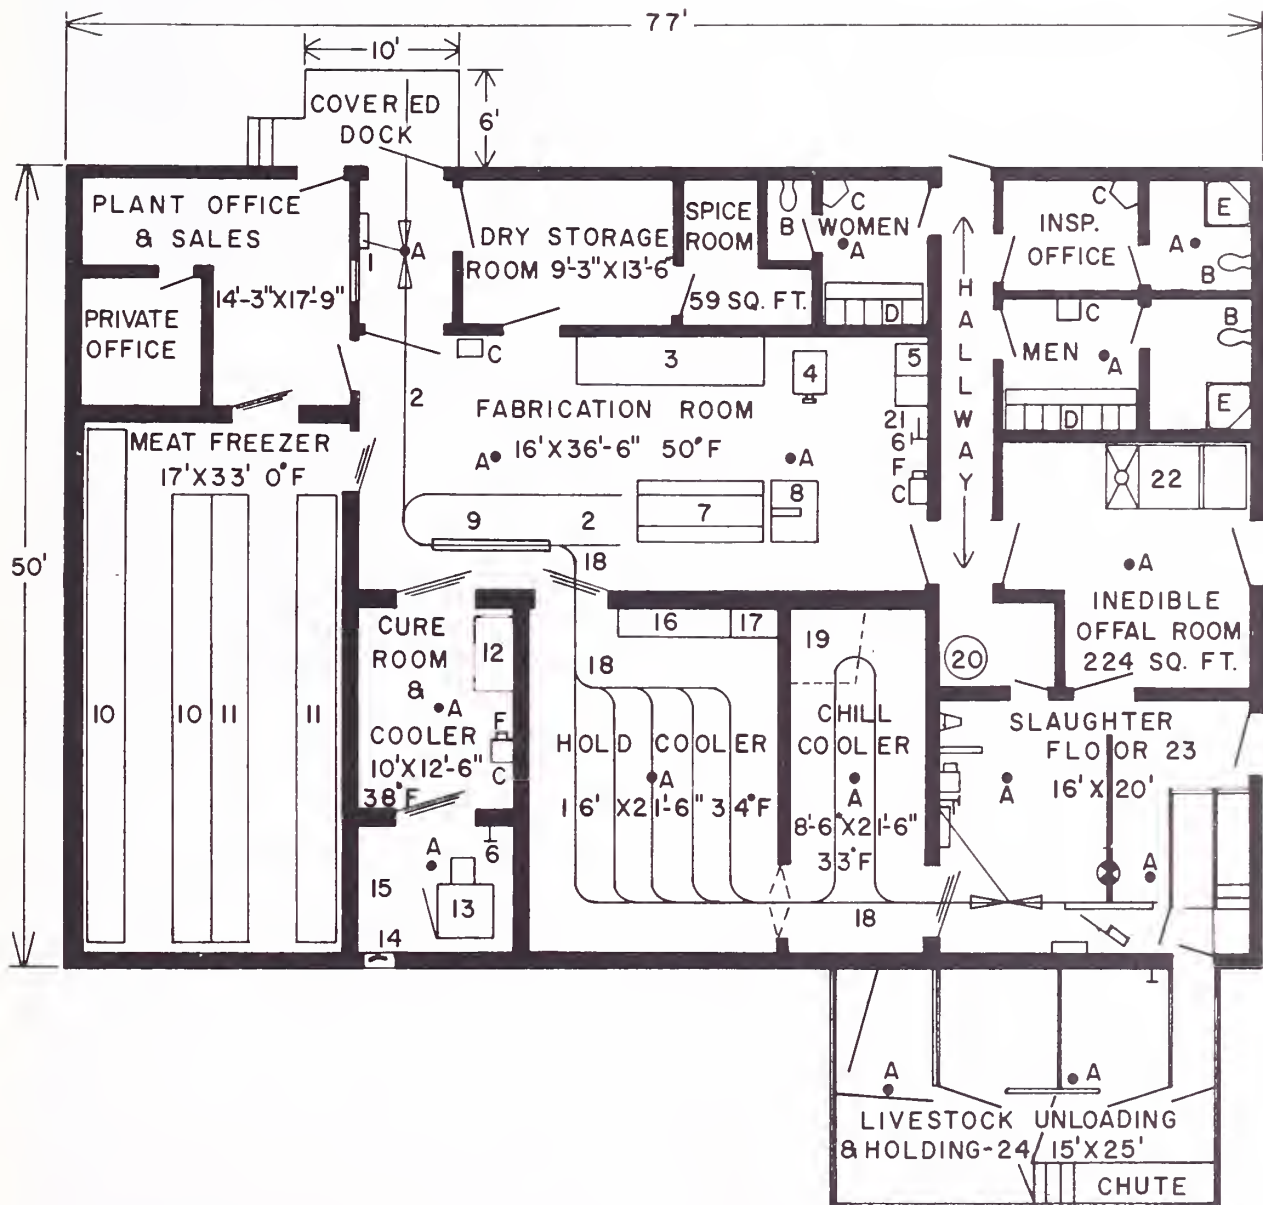 77'
10'
COVERED
DOCK
6'
PLANT OFFICE
& SALES
1
A
DRY STORAGE
ROOM 9'-3"X13'-6"
SPICE
ROOM
59 SQ. FT.
B
C
WOMEN
A
D
HALLWAY
INSP.
OFFICE
C
A
E
B
14'-3"X17'-9"
PRIVATE
OFFICE
C
MEN
A
D
B
E
C
2
3
4
5
FABRICATION ROOM
16'X36'-6" 50°F
A
A
21
6
F
C
22
MEAT FREEZER
17'X33' 0°F
9
2
7
8
18
50'
A
INEDIBLE
OFFAL ROOM
224 SQ. FT.
CURE
ROOM
&
COOLER
10'X12'-6"
38°F
12
A
F
C
16
17
18
19
20
10
10
11
11
HOLD COOLER
A
16'X21'-6" 34°F
CHILL
COOLER
A
8'-6"X21'-6"
33°F
SLAUGHTER
FLOOR 23
16'X20'
A
A
A
6
15
13
14
18
A
A
LIVESTOCK UNLOADING
& HOLDING-24 15'X25'
CHUTE